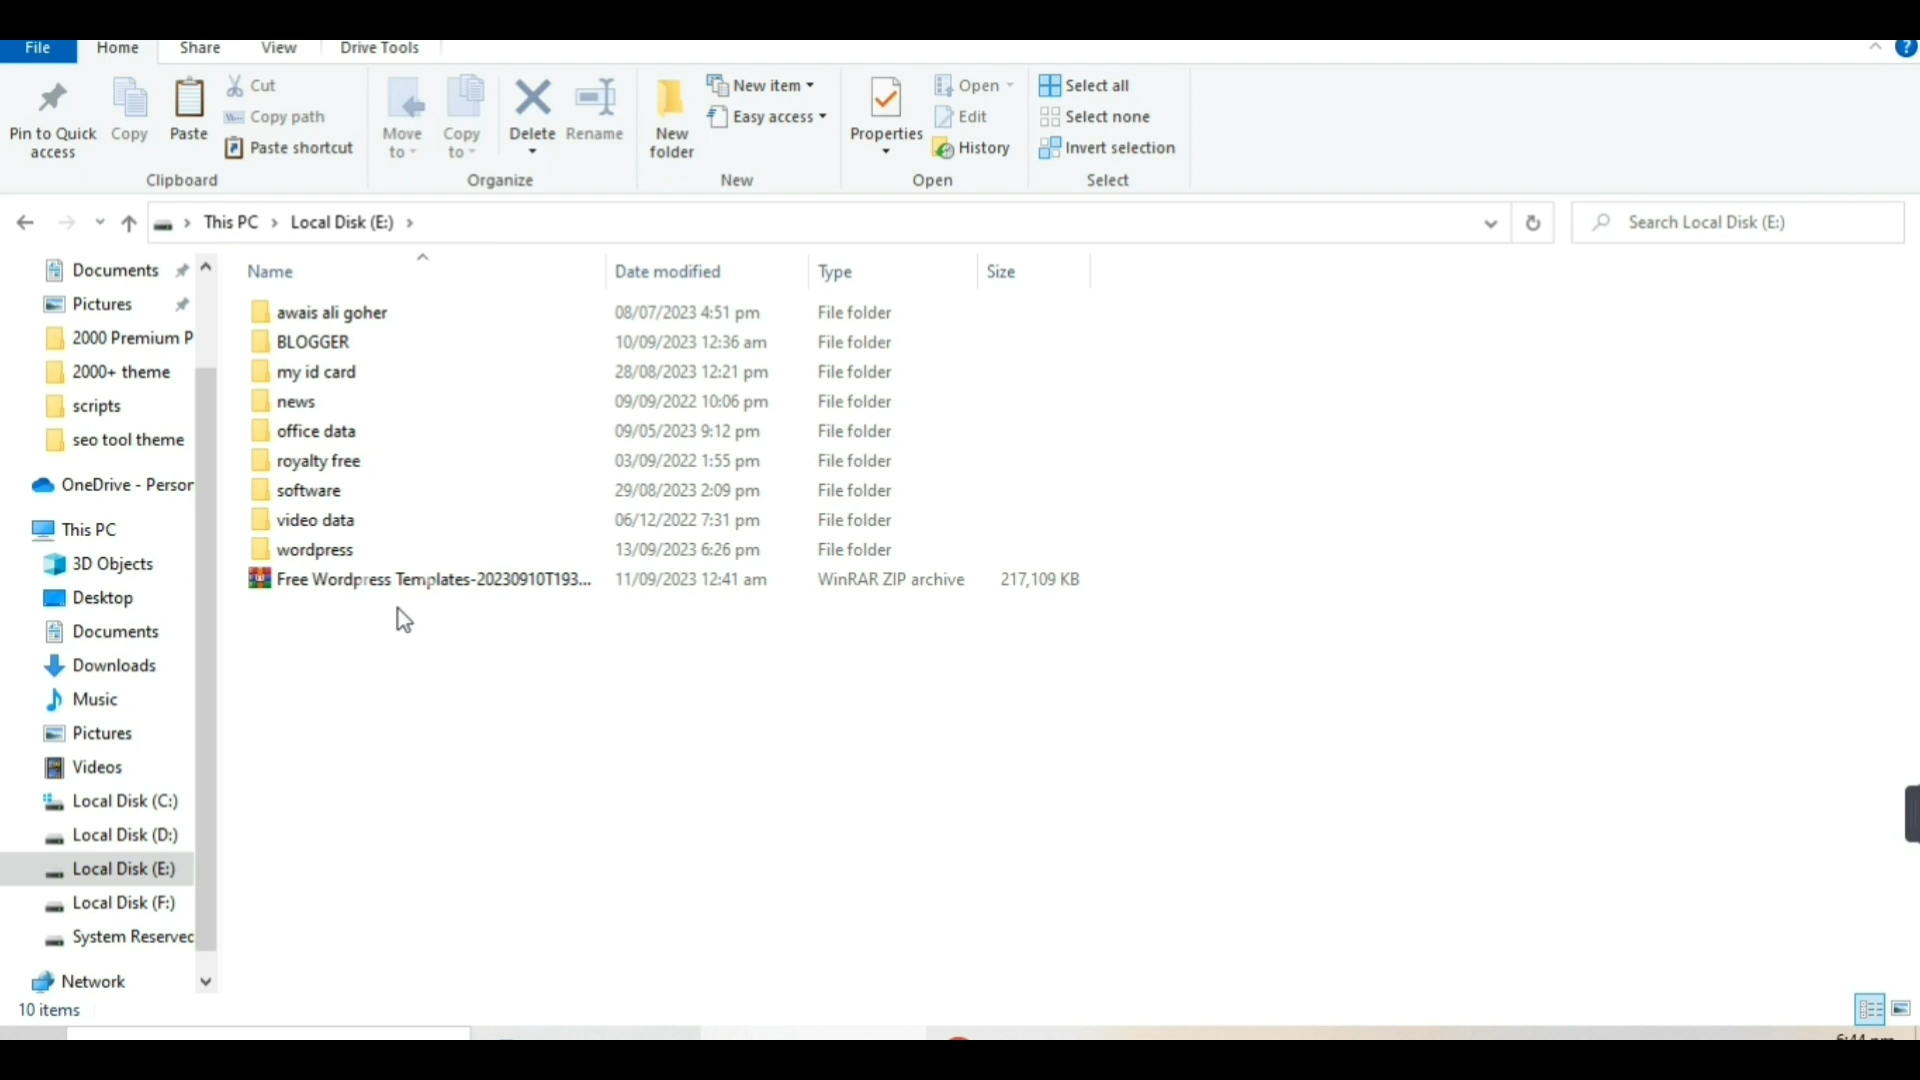 File Home Share View Drive Tools
Pin to Quick access
Copy
Paste
Cut
Copy path
Paste shortcut
Clipboard
Move to
Copy to
Delete
Rename
Organize
New folder
New item
Easy access
New
Properties
Open
Edit
History
Open
Select all
Select none
Invert selection
Select
This PC Local Disk (E:)
Search Local Disk (E:)
Documents
Pictures
2000 Premium P
2000+ theme
scripts
seo tool theme
OneDrive - Person
This PC
3D Objects
Desktop
Documents
Downloads
Music
Pictures
Videos
Local Disk (C:)
Local Disk (D:)
Local Disk (E:)
Local Disk (F:)
System Reserved
Network
Name Date modified Type Size
awais ali goher 08/07/2023 4:51 pm File folder
BLOGGER 10/09/2023 12:36 am File folder
my id card 28/08/2023 12:21 pm File folder
news 09/09/2022 10:06 pm File folder
office data 09/05/2023 9:12 pm File folder
royalty free 03/09/2022 1:55 pm File folder
software 29/08/2023 2:09 pm File folder
video data 06/12/2022 7:31 pm File folder
wordpress 13/09/2023 6:26 pm File folder
Free Wordpress Templates-20230910T193... 11/09/2023 12:41 am WinRAR ZIP archive 217,109 KB
10 items